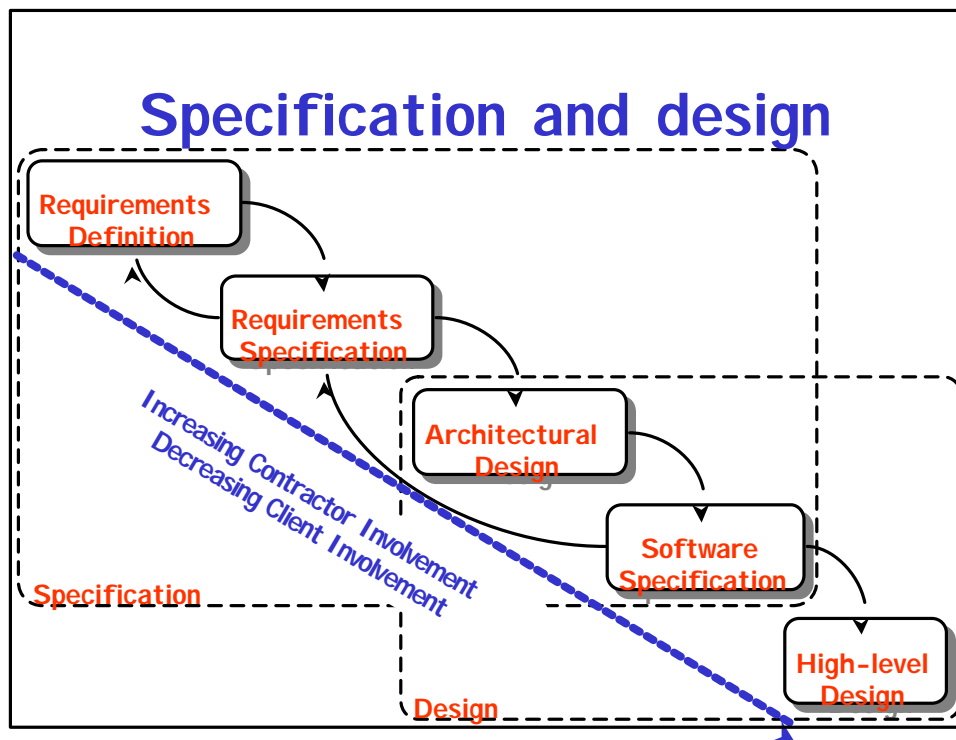 Specification and design
Requirements
Definition
Requirements
Specification
Increasing Contractor Involvement
Decreasing Client Involvement
Architectural
Design
Software
Specification
Specification
High-level
Design
Design